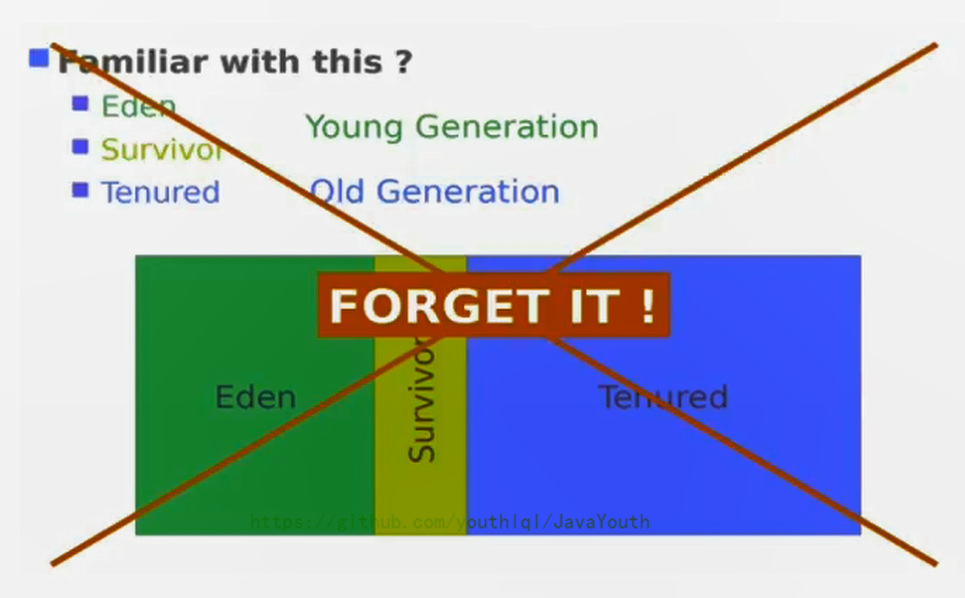 Familiar with this ?
Eden
Young Generation
Survivor
Tenured
Old Generation
FORGET IT !
Eden
Survivor
Tenured
https://github.com/youthlql/JavaYouth